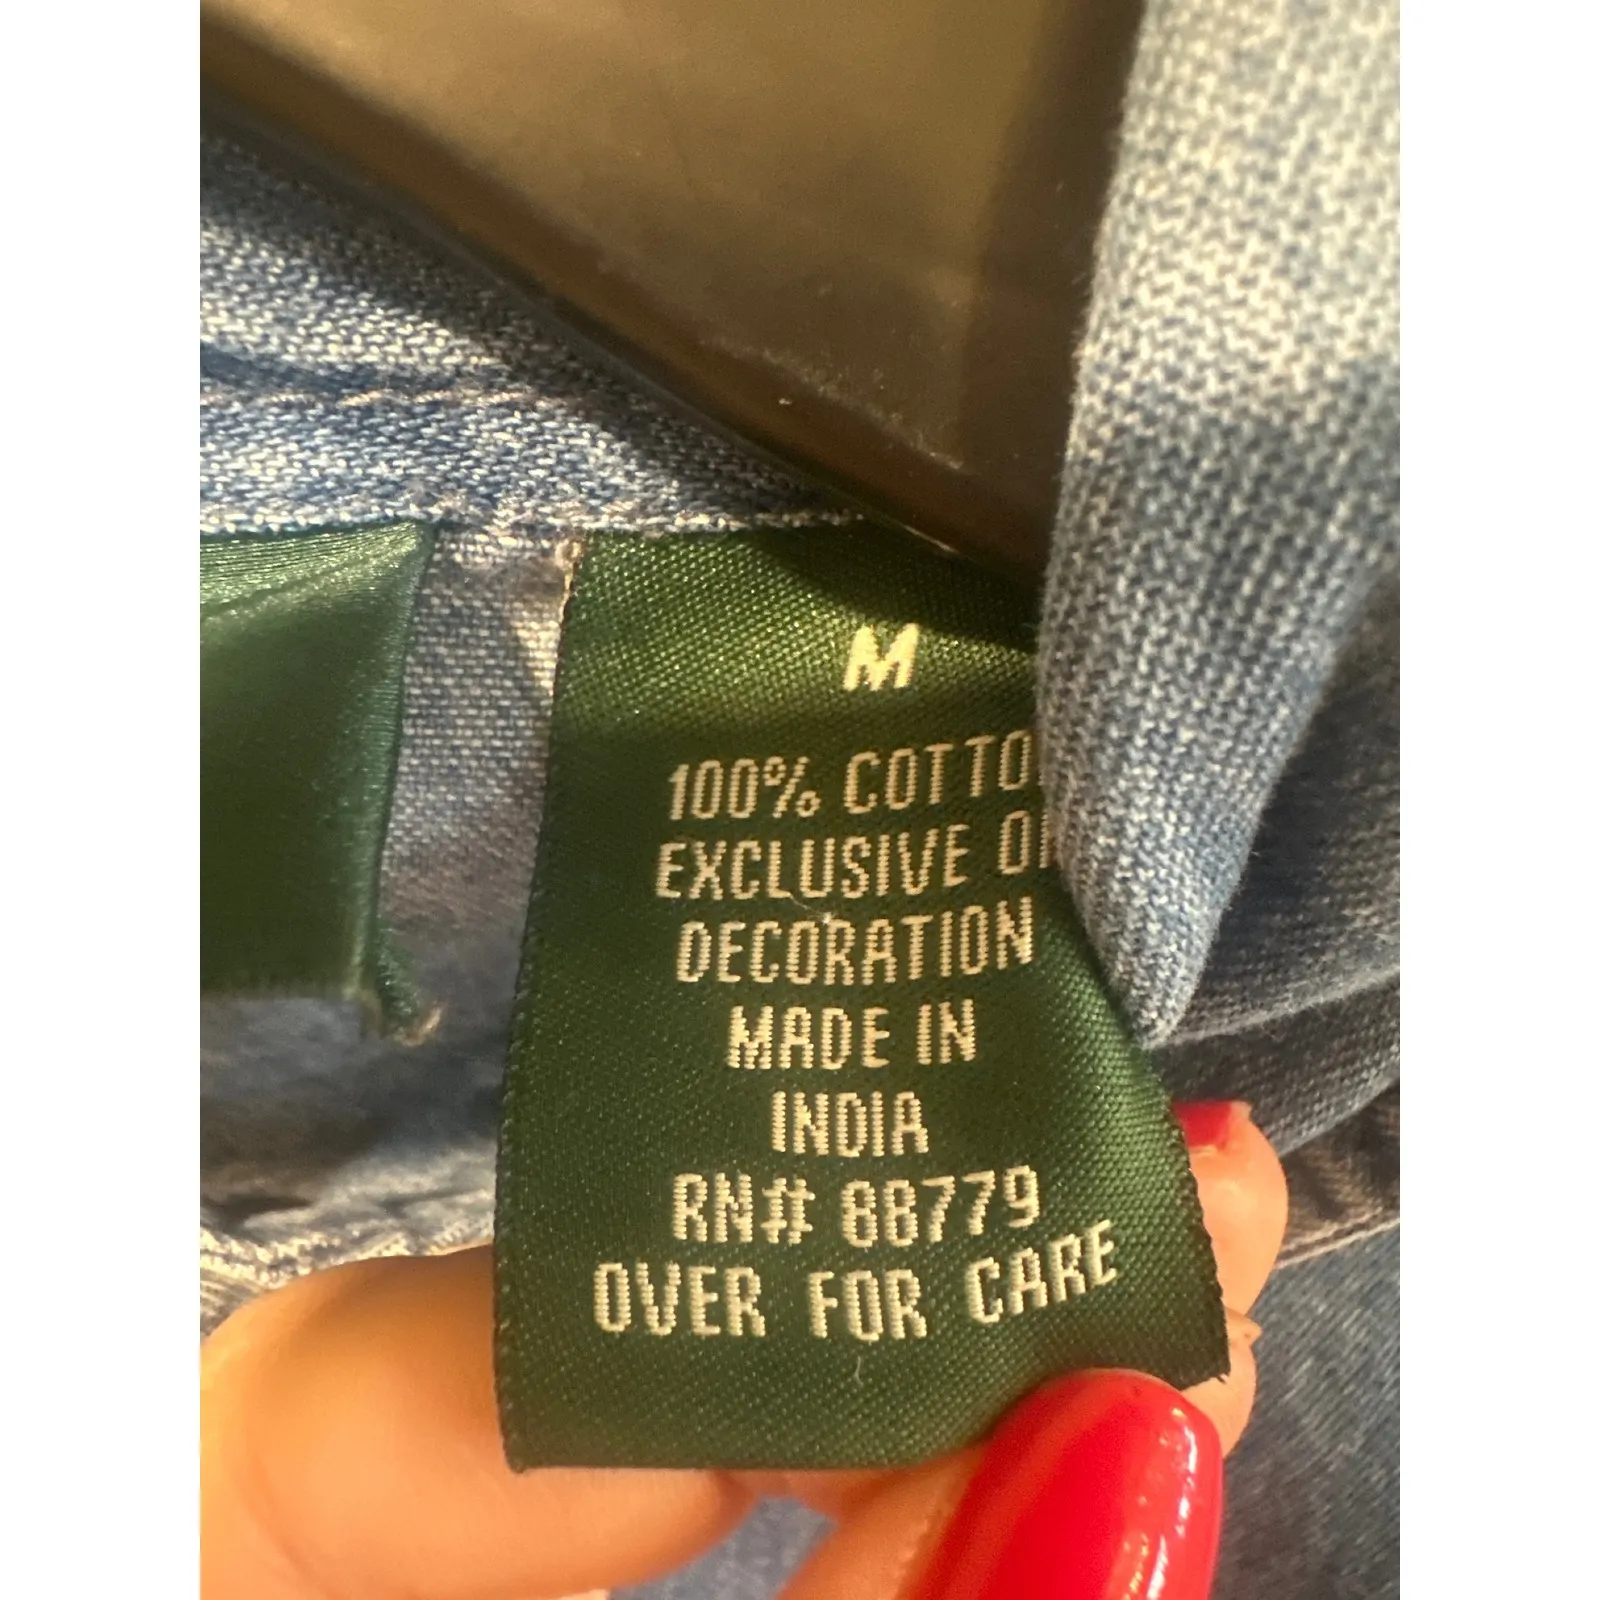 M
100% COTTO
EXCLUSIVE O
DECORATION
MADE IN
INDIA
RN# 88779
OVER FOR CARE